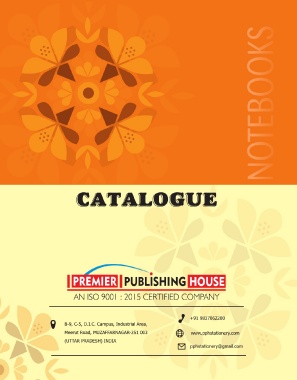 NOTEBOOKS
CATALOGUE
PREMIER PUBLISHING HOUSE
AN ISO 9001 : 2015 CERTIFIED COMPANY
B-9, C-5, D.I.C. Campus, Industrial Area,
Meerut Road, MUZAFFARNAGAR-251 001
(UTTAR PRADESH) INDIA
+91 9837862200
www.pphstationery.com
pphstationery@gmail.com